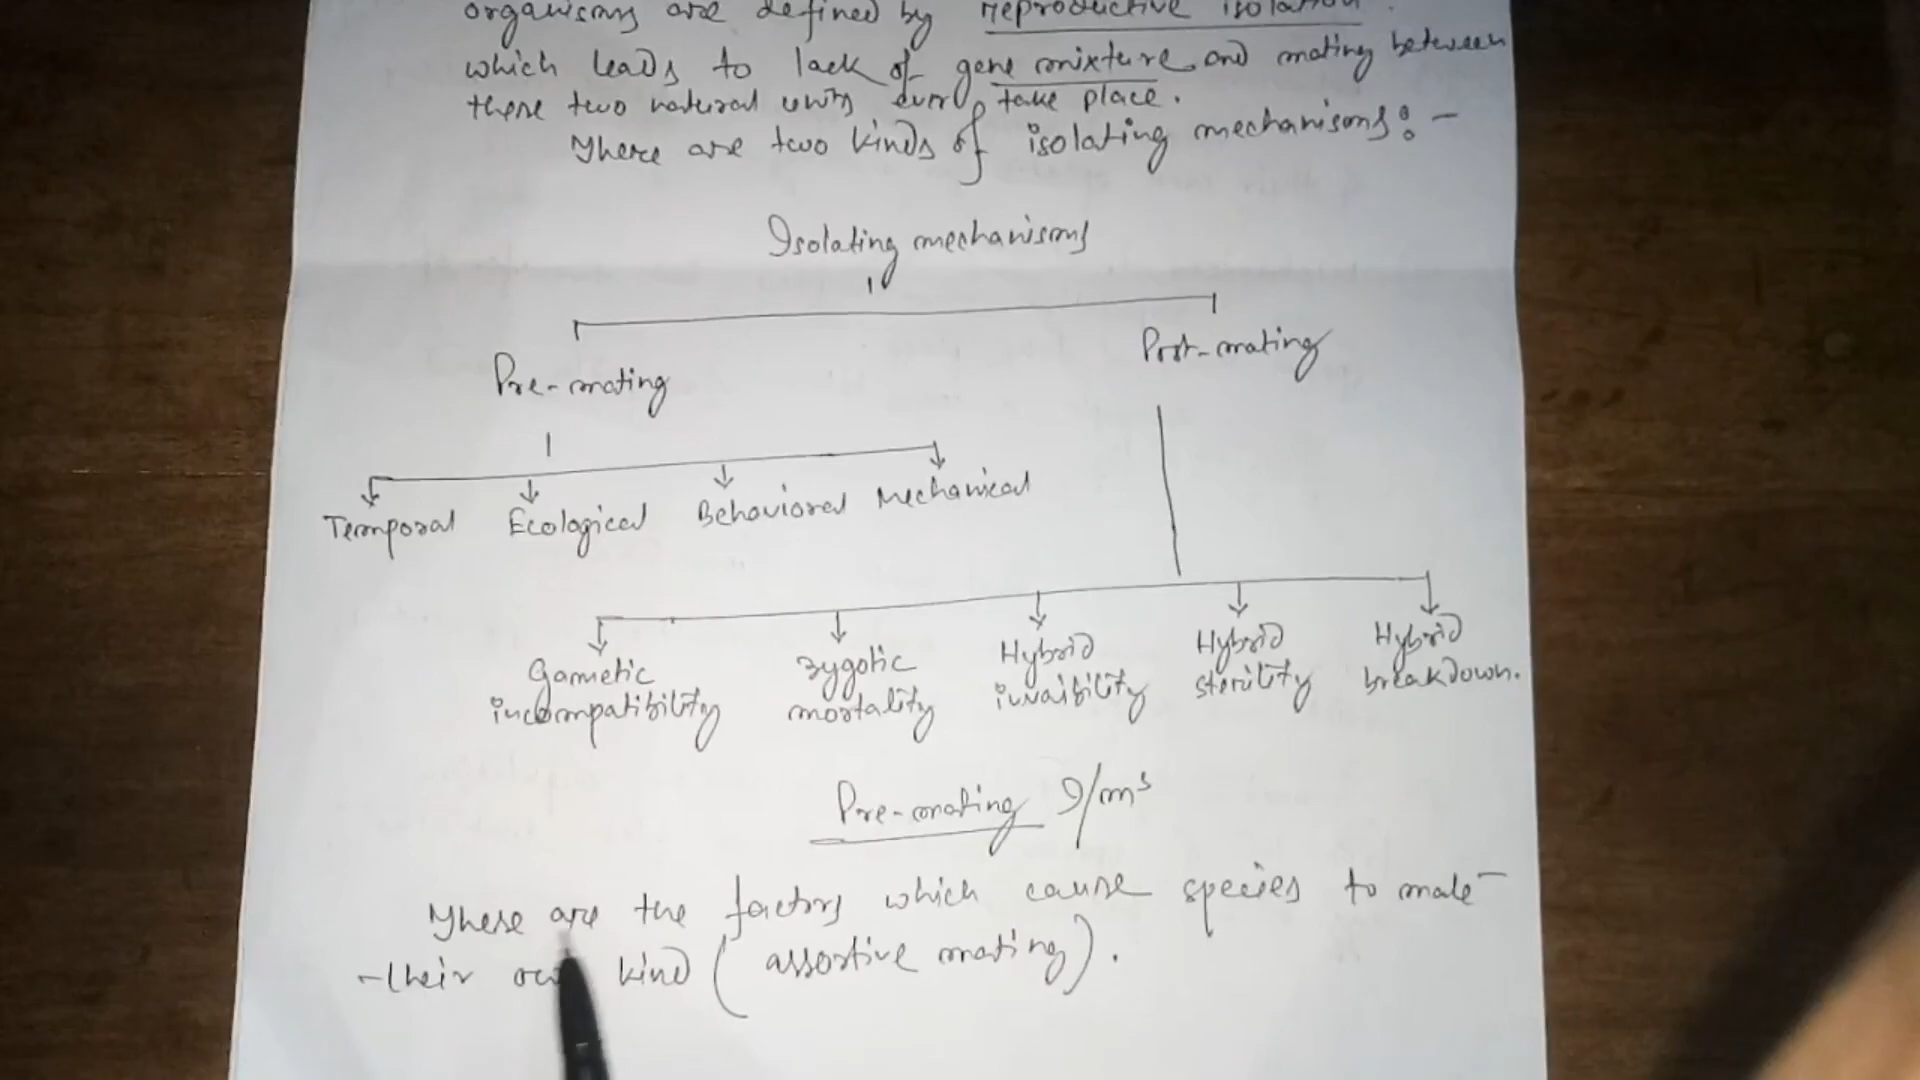 organisms are defined by reproductive isolation.
which leads to lack of gene mixture and mating between
these two natural units take place.
There are two kinds of isolating mechanisms:-
Isolating mechanisms
Pre-mating
Post-mating
Temporal Ecological Behavioral Mechanical
Gametic incompatibility
zygotic mortality
Hybrid
Hybrid sterility
Hybrid breakdown.
Pre-mating I/ms
These are the factors which cause species to mate-
-their kind (assortive mating).